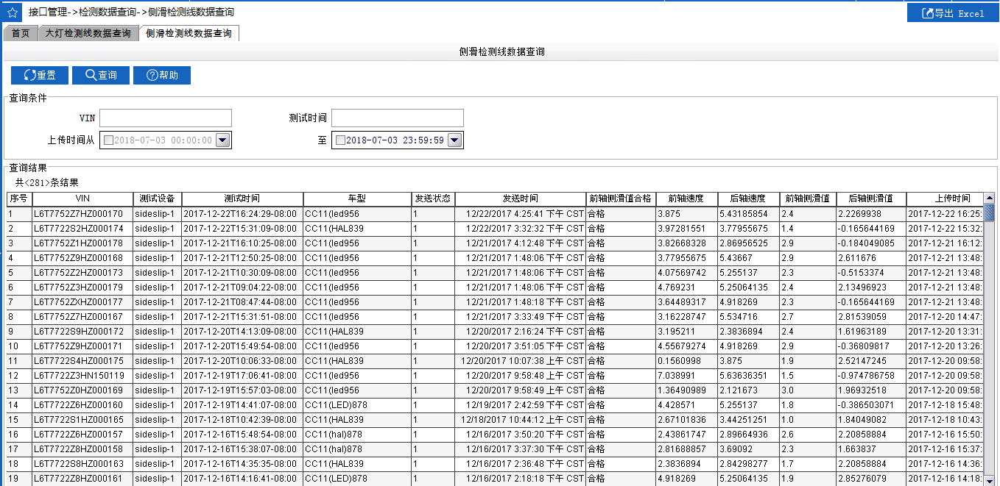 接口管理->检测数据查询->侧滑检测线数据查询
导出 Excel
首页 大灯检测线数据查询 侧滑检测线数据查询
侧滑检测线数据查询
重置 查询 帮助
查询条件
VIN 测试时间
上传时间从 2018-07-03 00:00:00 至 2018-07-03 23:59:59
查询结果
共<281>条结果
序号 VIN 测试设备 测试时间 车型 发送状态 发送时间 前轴侧滑值合格 前轴速度 后轴速度 前轴侧滑值 后轴侧滑值 上传时间
1 L6T7752Z7HZ000170 sideslip-1 2017-12-22T16:24:29-08:00 CC11(led956 1 12/22/2017 4:25:41 下午 CST 合格 3.875 5.43185854 2.4 2.2269938 2017-12-22 16:25:
2 L6T7722S2HZ000174 sideslip-1 2017-12-22T15:31:09-08:00 CC11(HAL839 1 12/22/2017 3:32:32 下午 CST 合格 3.97281551 3.77955675 1.4 -0.165644169 2017-12-22 15:32:
3 L6T7752Z1HZ000178 sideslip-1 2017-12-21T16:10:25-08:00 CC11(led956 1 12/21/2017 4:12:48 下午 CST 合格 3.82668328 2.86956525 2.9 -0.184049085 2017-12-21 16:12:
4 L6T7752Z9HZ000168 sideslip-1 2017-12-21T12:50:25-08:00 CC11(led956 1 12/21/2017 1:48:06 下午 CST 合格 3.77955675 5.43667 2.9 2.611676 2017-12-21 13:48:
5 L6T7752Z2HZ000173 sideslip-1 2017-12-21T10:30:09-08:00 CC11(led956 1 12/21/2017 1:48:06 下午 CST 合格 4.07569742 5.255137 2.3 -0.5153374 2017-12-21 13:48:
6 L6T7752Z3HZ000179 sideslip-1 2017-12-21T09:04:22-08:00 CC11(led956 1 12/21/2017 1:48:06 下午 CST 合格 4.769231 5.25064135 2.4 2.13496923 2017-12-21 13:48:
7 L6T7752ZXHZ000177 sideslip-1 2017-12-21T08:47:44-08:00 CC11(led956 1 12/21/2017 1:48:18 下午 CST 合格 3.64489317 4.918269 2.3 -0.165644169 2017-12-21 13:48:
8 L6T7752Z7HZ000167 sideslip-1 2017-12-21T15:31:51-08:00 CC11(led956 1 12/21/2017 3:33:49 下午 CST 合格 3.16228747 5.534716 2.7 2.81539059 2017-12-20 14:47:
9 L6T7722S9HZ000172 sideslip-1 2017-12-20T14:13:09-08:00 CC11(HAL839 1 12/20/2017 2:16:24 下午 CST 合格 3.195211 2.3836894 2.4 1.61963189 2017-12-20 13:31:
10 L6T7752Z9HZ000171 sideslip-1 2017-12-20T15:49:54-08:00 CC11(led956 1 12/20/2017 3:51:05 下午 CST 合格 4.55679274 4.918269 2.9 -0.36809817 2017-12-20 13:26:
11 L6T7722S4HZ000175 sideslip-1 2017-12-20T10:06:33-08:00 CC11(HAL839 1 12/20/2017 10:07:38 上午 CST 合格 0.1560998 3.875 1.9 2.52147245 2017-12-20 09:58:
12 L6T7722Z3HN150119 sideslip-1 2017-12-19T17:06:41-08:00 CC11(led956 1 12/20/2017 9:58:48 上午 CST 合格 7.038991 5.63636351 1.5 -0.974786758 2017-12-20 09:58:
13 L6T7752Z0HZ000169 sideslip-1 2017-12-19T15:57:03-08:00 CC11(led956 1 12/20/2017 9:58:49 上午 CST 合格 1.36490989 2.121673 3.0 1.96932518 2017-12-20 09:58:
14 L6T7722Z6HZ000160 sideslip-1 2017-12-19T14:41:07-08:00 CC11(LED)878 1 12/19/2017 2:42:59 下午 CST 合格 4.428571 5.255137 1.8 -0.386503071 2017-12-18 15:48:
15 L6T7722S1HZ000165 sideslip-1 2017-12-18T10:42:39-08:00 CC11(HAL839 1 12/18/2017 10:44:12 上午 CST 合格 2.67101836 3.44251251 1.0 1.84049082 2017-12-18 10:43:
16 L6T7722Z6HZ000157 sideslip-1 2017-12-16T15:48:54-08:00 CC11(hal)878 1 12/16/2017 3:50:20 下午 CST 合格 2.43861747 2.89664936 2.6 2.20858884 2017-12-16 15:50:
17 L6T7722Z8HZ000158 sideslip-1 2017-12-16T15:38:07-08:00 CC11(hal)878 1 12/16/2017 3:37:30 下午 CST 合格 2.81688857 3.69092 2.3 1.663837 2017-12-16 15:37:
18 L6T7722S8HZ000163 sideslip-1 2017-12-16T14:35:35-08:00 CC11(HAL839 1 12/16/2017 2:36:48 下午 CST 合格 2.3836894 2.84298277 1.7 2.20858884 2017-12-16 14:36:
19 L6T7722Z8HZ000161 sideslip-1 2017-12-16T14:16:41-08:00 CC11(LED)878 1 12/16/2017 2:18:18 下午 CST 合格 4.918269 5.25064135 1.9 2.85276079 2017-12-16 14:18: